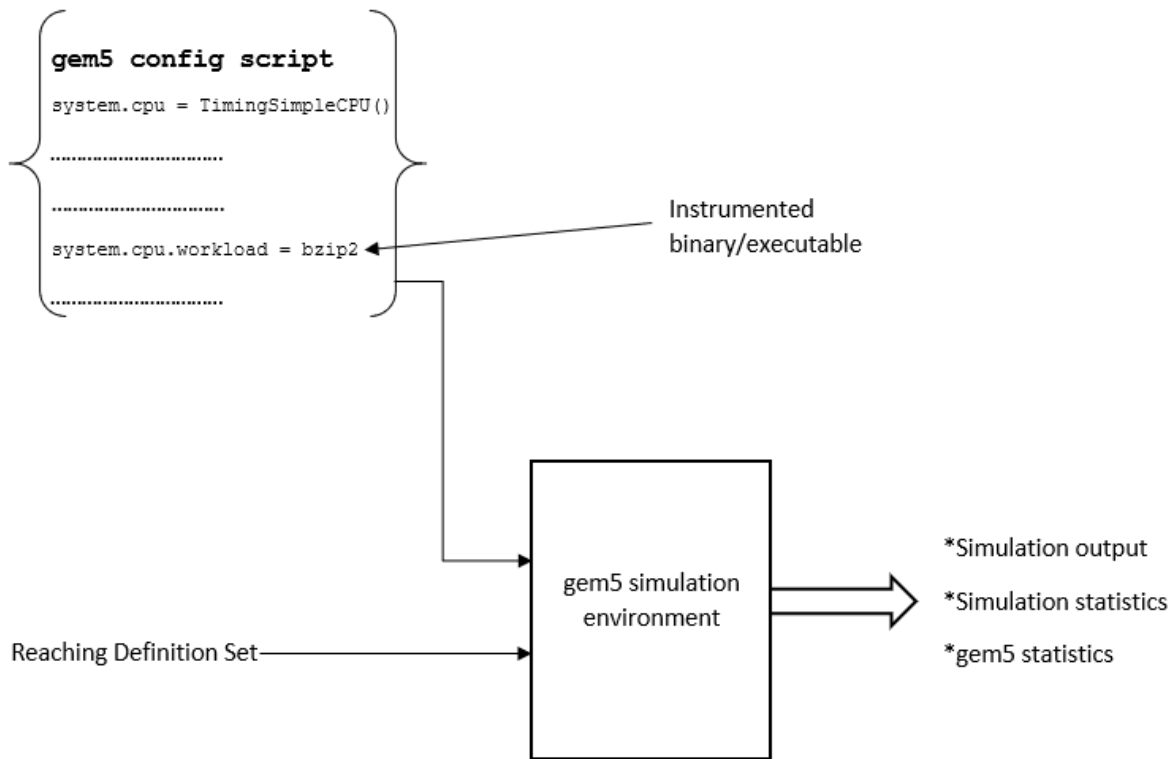 gem5 config script
system.cpu = TimingSimpleCPU()
................................
................................
system.cpu.workload = bzip2
................................
Instrumented
binary/executable
gem5 simulation
environment
Reaching Definition Set
*Simulation output
*Simulation statistics
*gem5 statistics